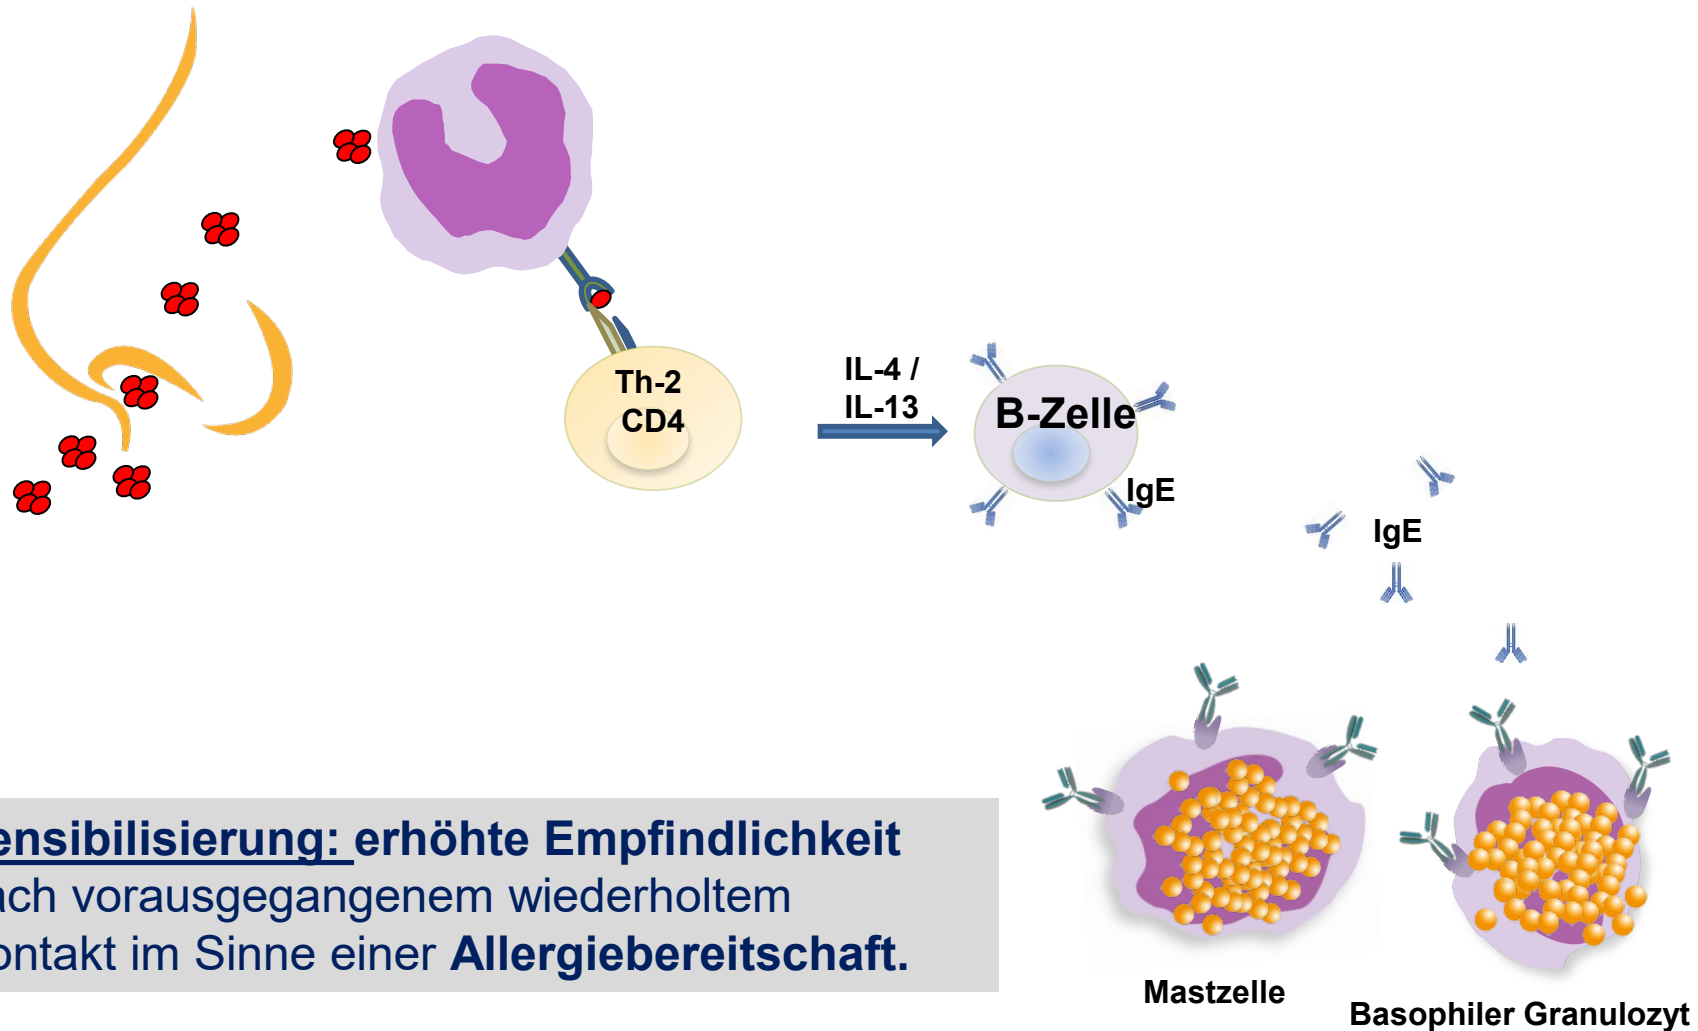 Th-2
CD4
IL-4 /
IL-13
B-Zelle
IgE
IgE
ensibilisierung: erhöhte Empfindlichkeit
ach vorausgegangenem wiederholtem
ontakt im Sinne einer Allergiebereitschaft.
Mastzelle
Basophiler Granulozyt